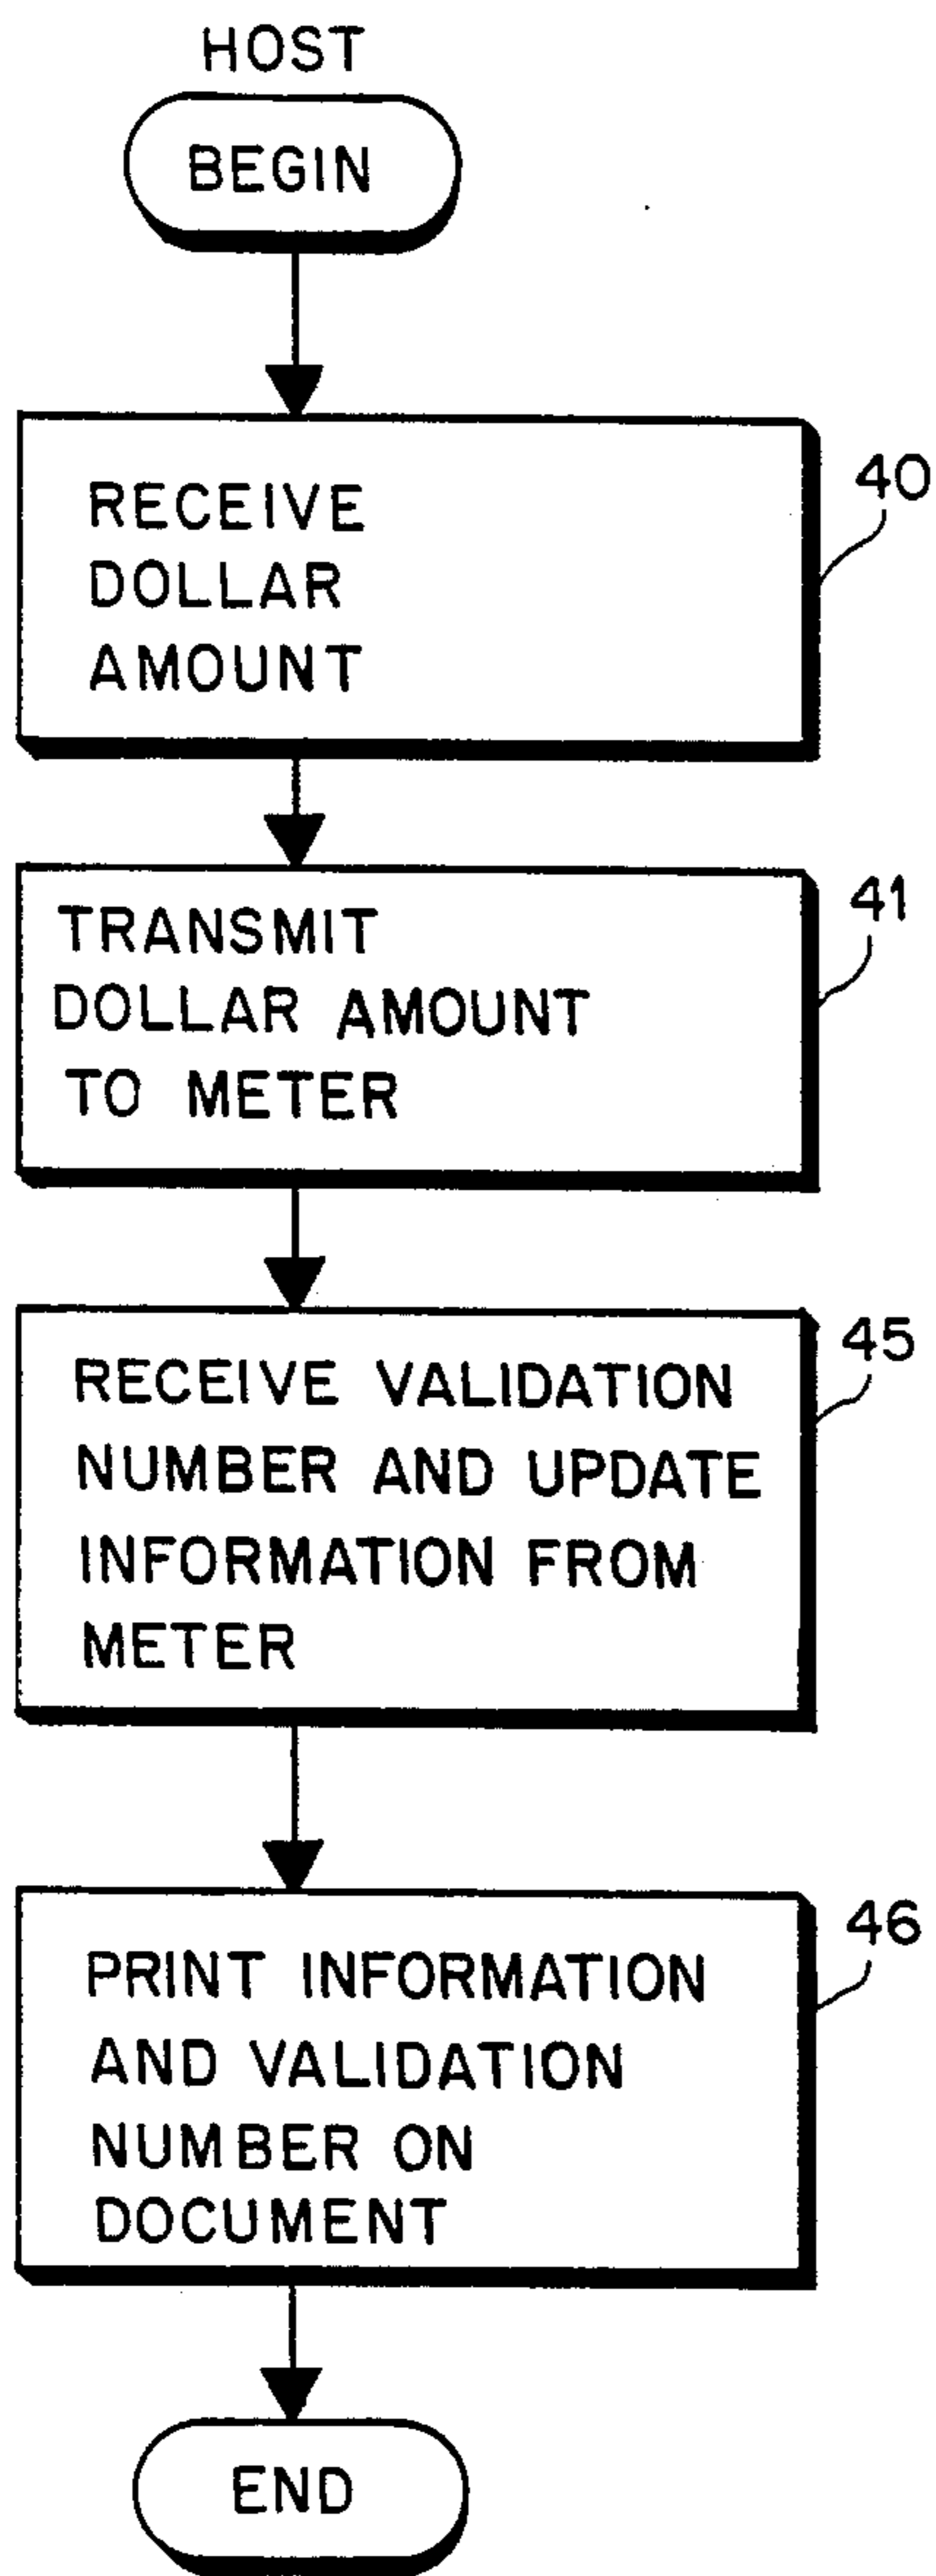 HOST
BEGIN
RECEIVE
DOLLAR
AMOUNT
40
TRANSMIT
DOLLAR AMOUNT
TO METER
41
RECEIVE VALIDATION
NUMBER AND UPDATE
INFORMATION FROM
METER
45
PRINT INFORMATION
AND VALIDATION
NUMBER ON
DOCUMENT
46
END